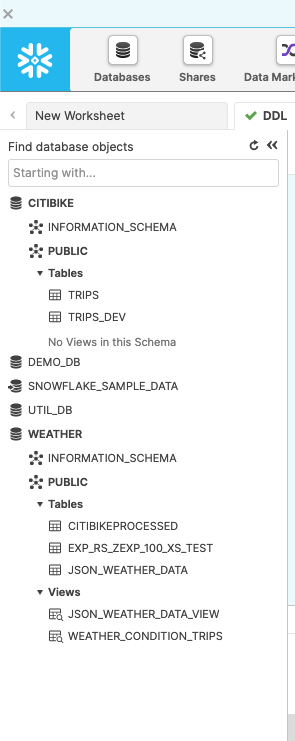 Databases
Shares
Data Mark
New Worksheet
DDL
Find database objects
Starting with...
CITIBIKE
INFORMATION_SCHEMA
PUBLIC
Tables
TRIPS
TRIPS_DEV
No Views in this Schema
DEMO_DB
SNOWFLAKE_SAMPLE_DATA
UTIL_DB
WEATHER
INFORMATION_SCHEMA
PUBLIC
Tables
CITIBIKEPROCESSED
EXP_RS_ZEXP_100_XS_TEST
JSON_WEATHER_DATA
Views
JSON_WEATHER_DATA_VIEW
WEATHER_CONDITION_TRIPS